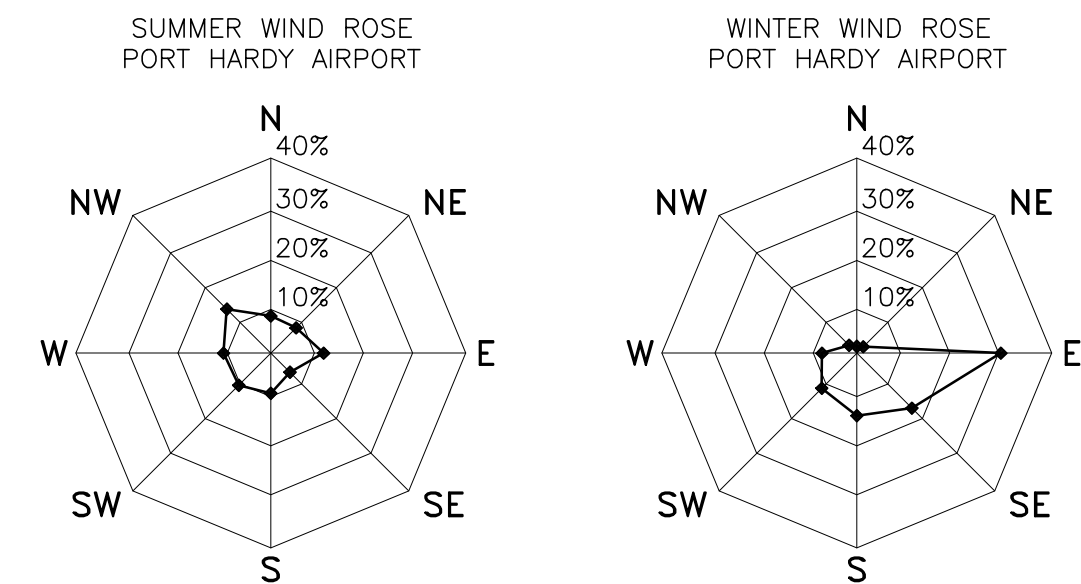 SUMMER WIND ROSE
PORT HARDY AIRPORT
N
40%
30%
20%
10%
NE
E
SE
S
SW
W
NW
WINTER WIND ROSE
PORT HARDY AIRPORT
N
40%
30%
20%
10%
NE
E
SE
S
SW
W
NW